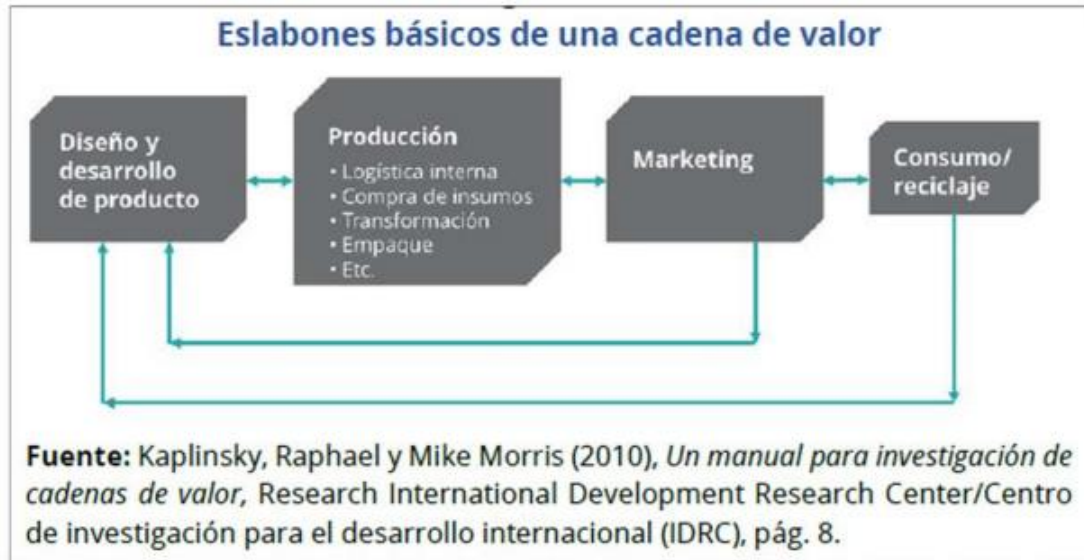 Eslabones básicos de una cadena de valor
Diseño y
desarrollo
de producto
Producción
• Logística interna
• Compra de insumos
• Transformación
• Empaque
• Etc.
Marketing
Consumo/
reciclaje
Fuente: Kaplinsky, Raphael y Mike Morris (2010), Un manual para investigación de
cadenas de valor, Research International Development Research Center/Centro
de investigación para el desarrollo internacional (IDRC), pág. 8.